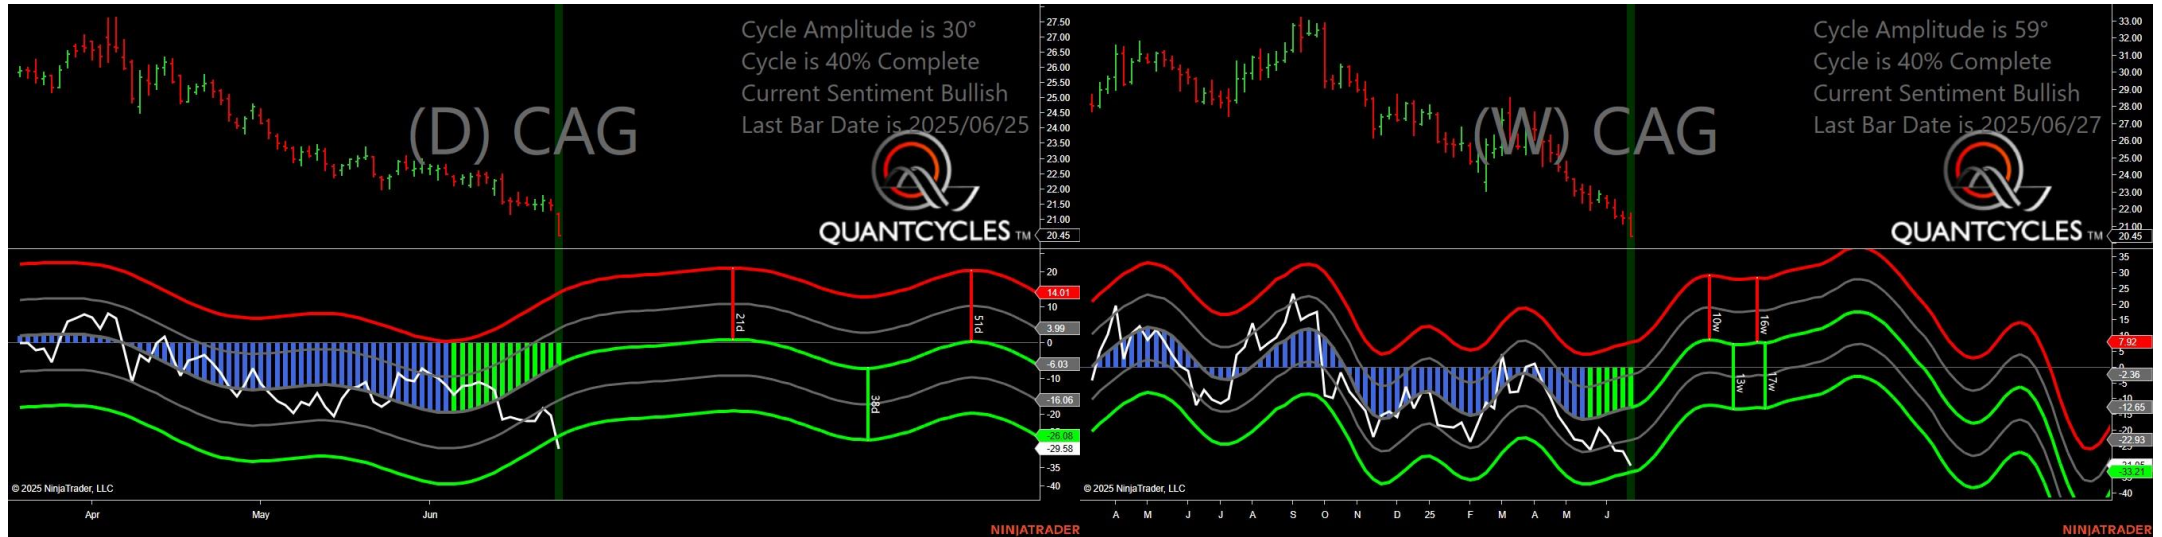 Cycle Amplitude is 30°
Cycle is 40% Complete
Current Sentiment Bullish
Last Bar Date is 2025/06/25
(D) CAG
QUANTCYCLES TM
27.50
27.00
26.50
26.00
25.50
25.00
24.50
24.00
23.50
23.00
22.50
22.00
21.50
21.00
20.45
20
14.01
10
3.99
0
-6.03
-10
-16.06
-20
-26.08
-29.58
-35
-40
21d
38d
51d
© 2025 NinjaTrader, LLC
Apr May Jun
NINJATRADER
Cycle Amplitude is 59°
Cycle is 40% Complete
Current Sentiment Bullish
Last Bar Date is 2025/06/27
(W) CAG
QUANTCYCLES TM
33.00
32.00
31.00
30.00
29.00
28.00
27.00
26.00
25.00
24.00
23.00
22.00
21.00
20.45
35
30
25
20
15
10
7.92
5
-2.36
-12.65
-20
-22.93
-33.21
-40
10w
16w
13w
17w
© 2025 NinjaTrader, LLC
A M J J A S O N D 25 F M A M J
NINJATRADER